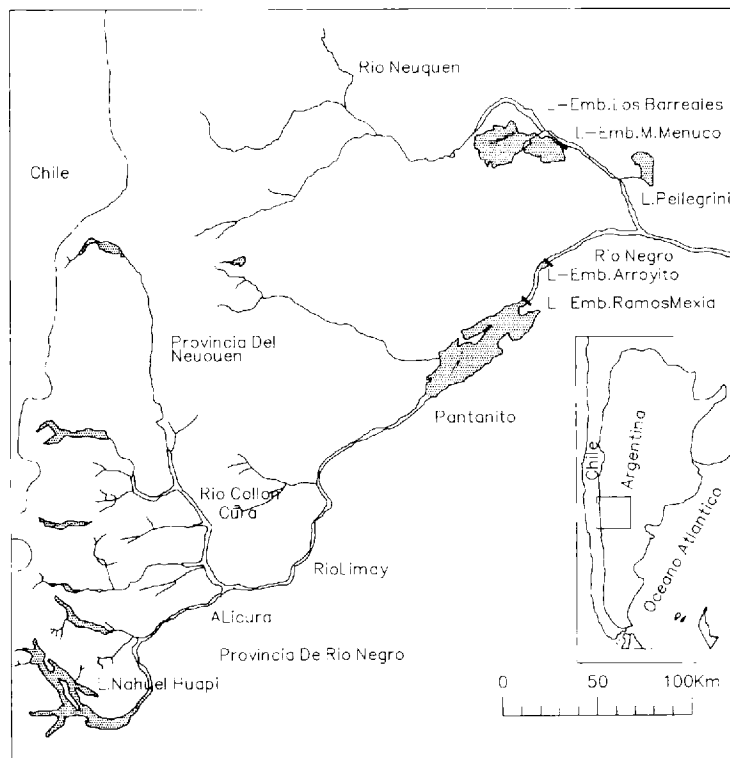 Rio Neuquen
L-Emb.Los Barreales
L-Emb.M.Menuco
Chile
L.Pellegrini
Rio Negro
L-Emb.Arroyito
L Emb.RamosMexia
Provincia Del
Neuouen
Pantanito
Rio Collon
Cura
RioLimay
ALicura
Provincia De Rio Negro
L.Nahuel Huapi
Chile
Argentina
Oceano Atlantico
0 50 100Km